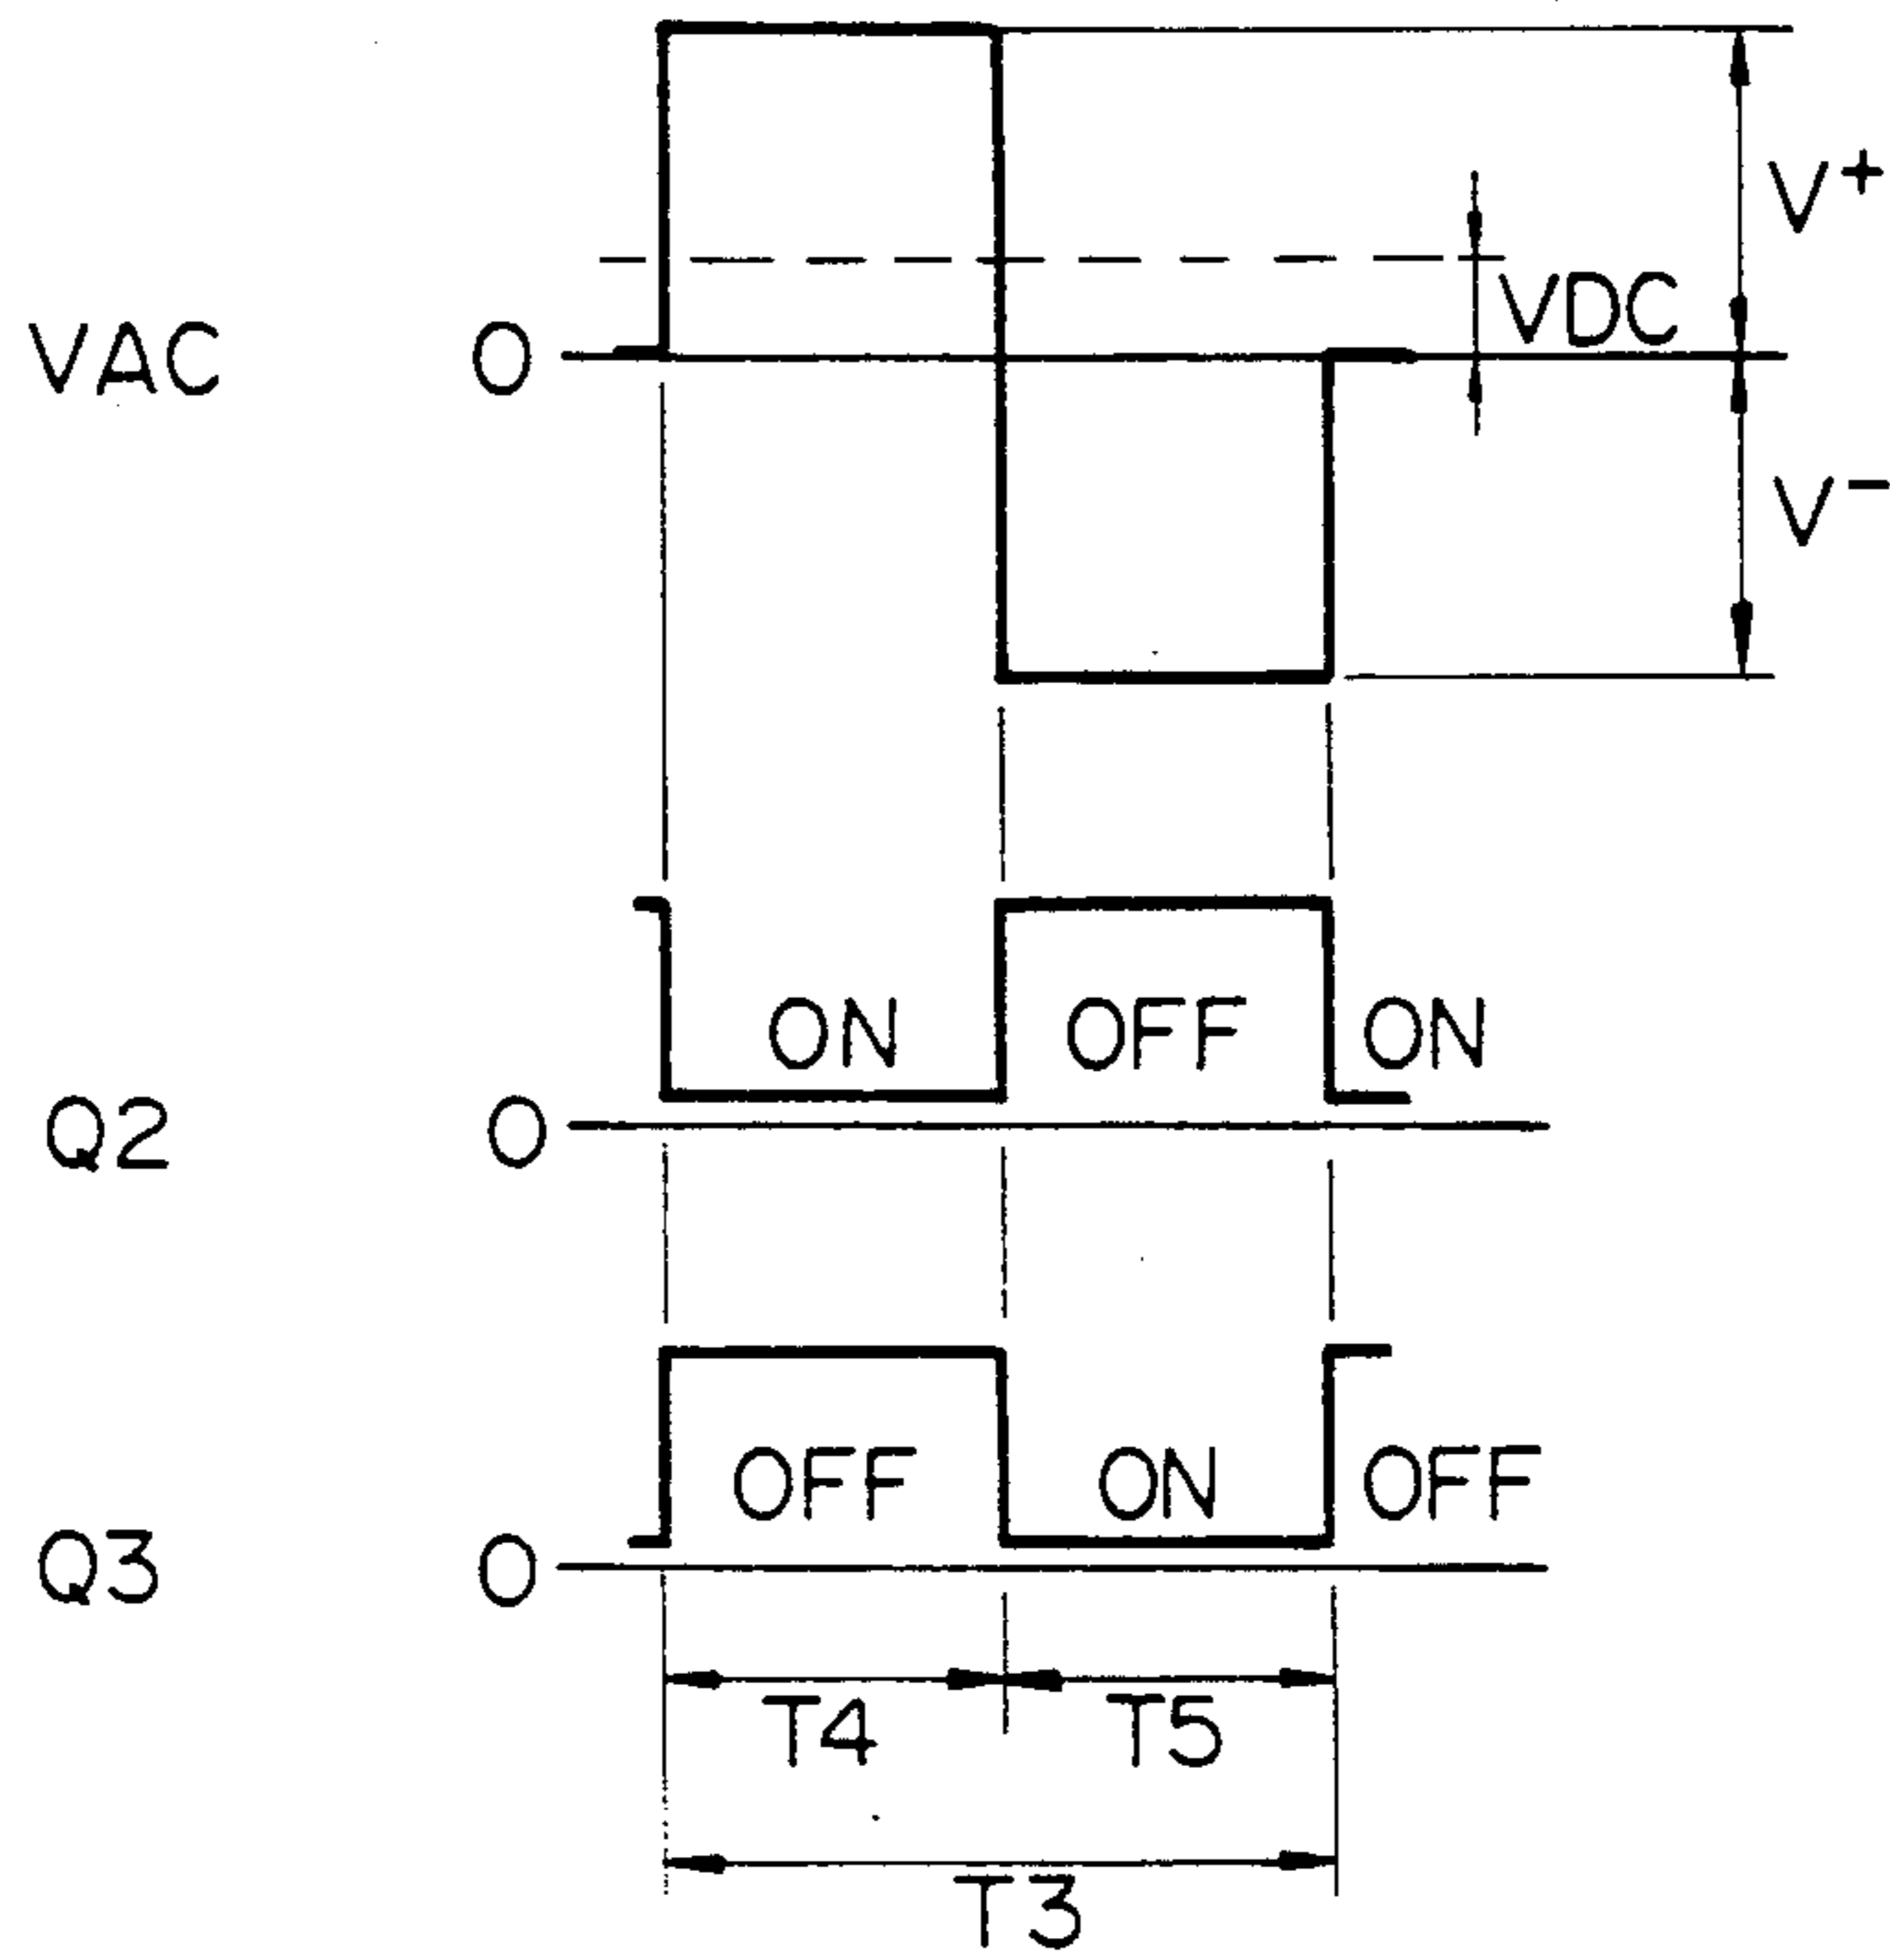 V+
VDC
VAC 0
V-
ON OFF ON
Q2 0
OFF ON OFF
Q3 0
T4 T5
T3